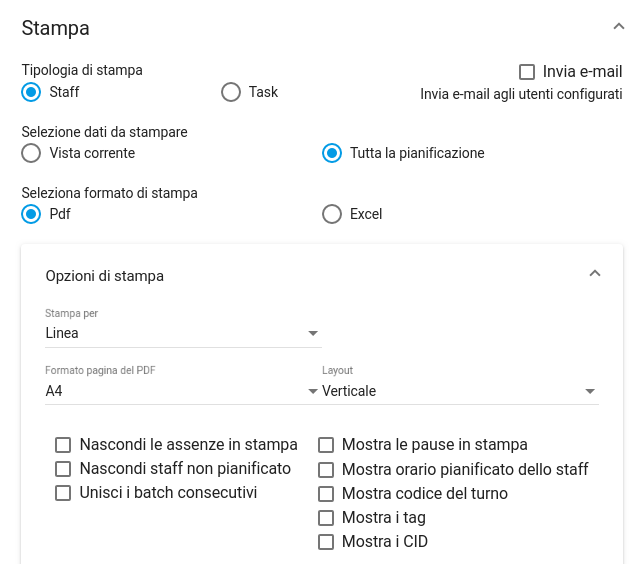 Stampa
Tipologia di stampa
Invia e-mail
Staff
Task
Invia e-mail agli utenti configurati
Selezione dati da stampare
Vista corrente
Tutta la pianificazione
Seleziona formato di stampa
Pdf
Excel
Opzioni di stampa
Stampa per
Linea
Formato pagina del PDF
Layout
A4
Verticale
Nascondi le assenze in stampa
Mostra le pause in stampa
Nascondi staff non pianificato
Mostra orario pianificato dello staff
Unisci i batch consecutivi
Mostra codice del turno
Mostra i tag
Mostra i CID